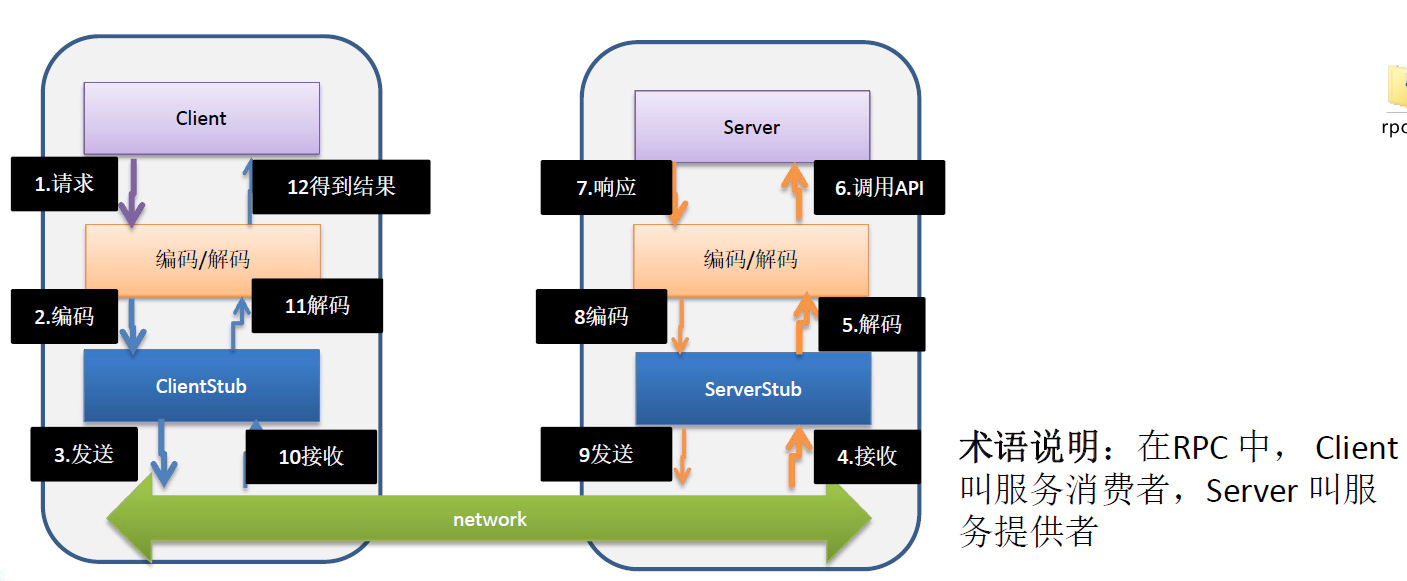 Client
Server
1.请求
12得到结果
7.响应
6.调用API
编码/解码
编码/解码
2.编码
11解码
8编码
5.解码
ClientStub
ServerStub
3.发送
10接收
9发送
4.接收
network
术语说明：在RPC 中， Client
叫服务消费者，Server 叫服
务提供者